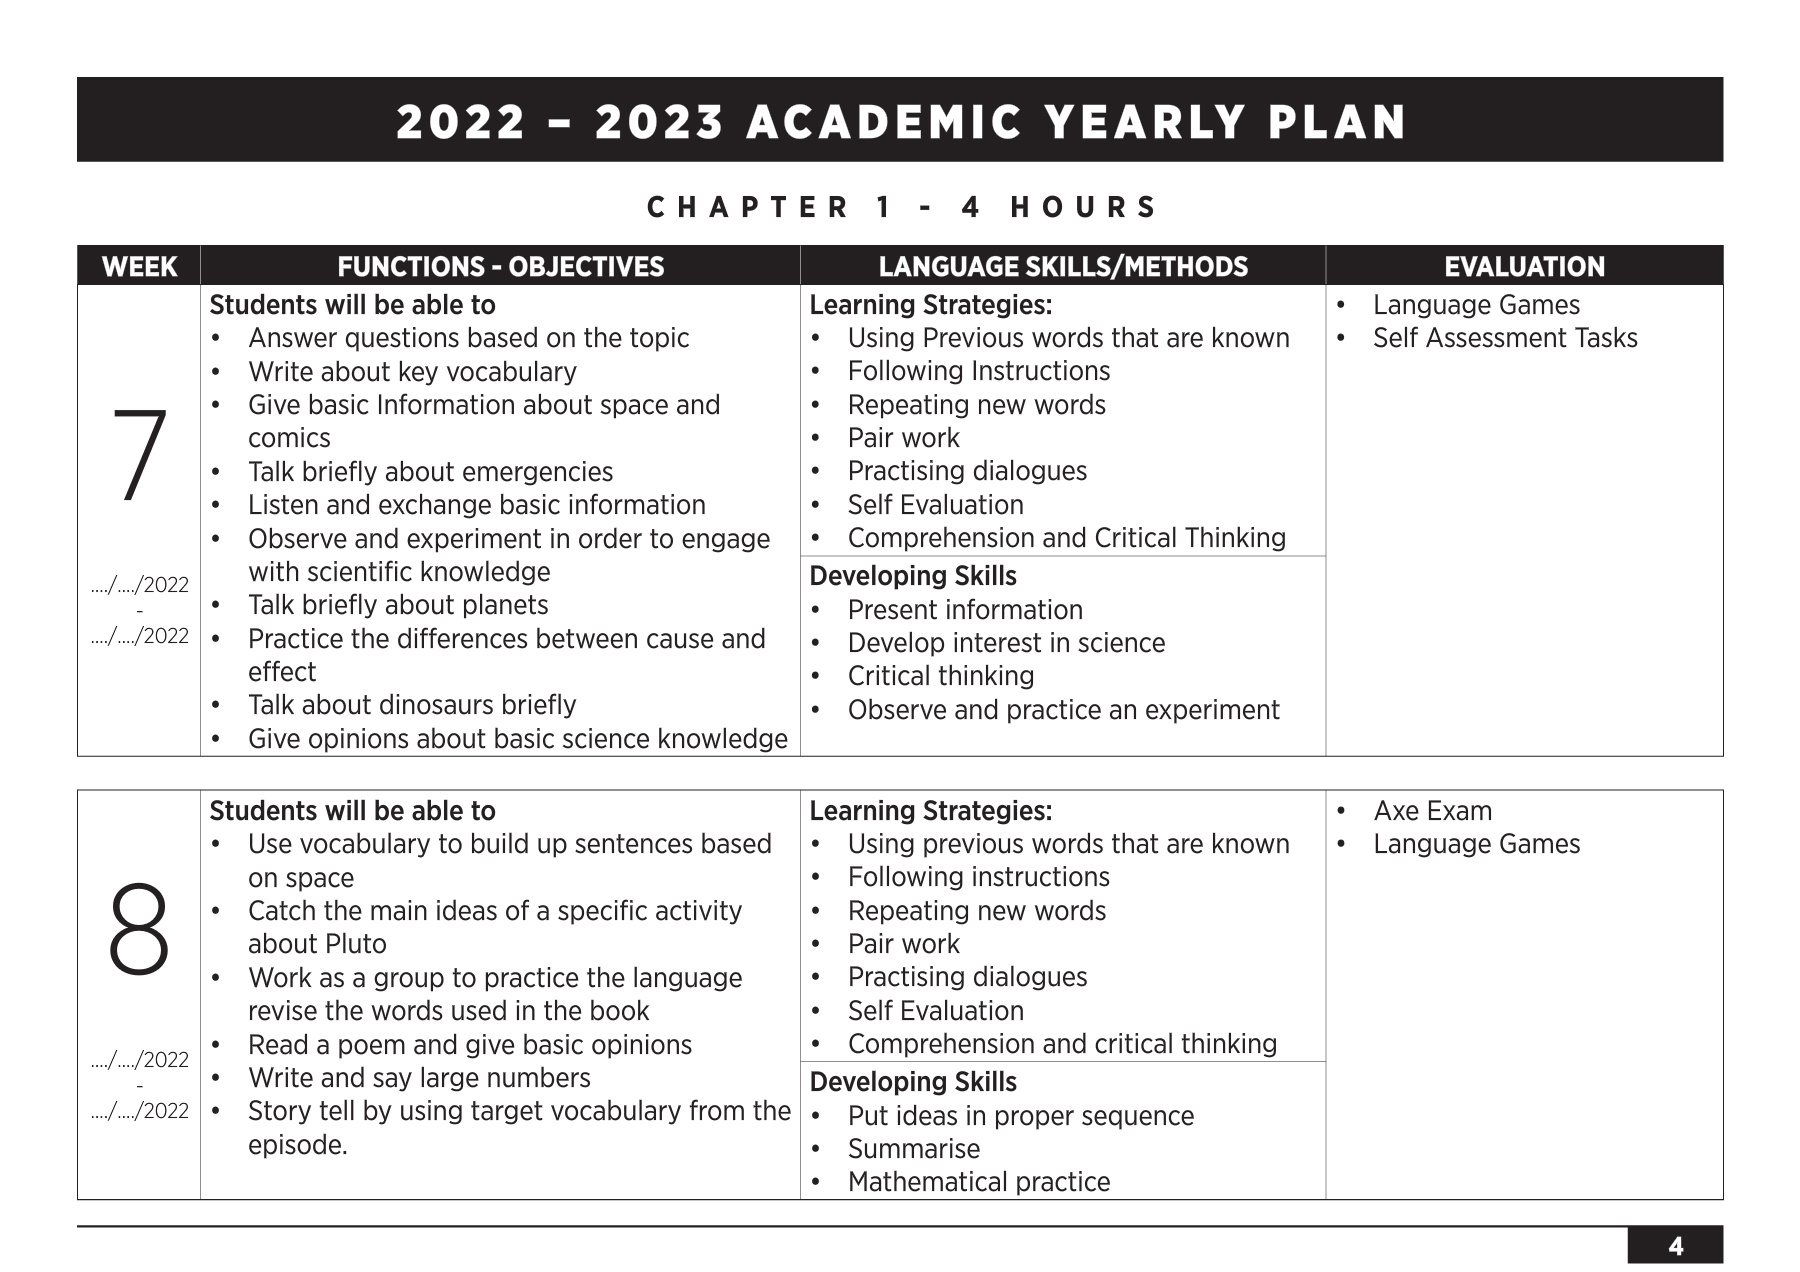 2022 – 2023 ACADEMIC YEARLY PLAN
CHAPTER 1 - 4 HOURS
WEEK
FUNCTIONS - OBJECTIVES
LANGUAGE SKILLS/METHODS
EVALUATION
7
..../..../2022
-
..../..../2022
Students will be able to
• Answer questions based on the topic
• Write about key vocabulary
• Give basic Information about space and
comics
• Talk briefly about emergencies
• Listen and exchange basic information
• Observe and experiment in order to engage
with scientific knowledge
• Talk briefly about planets
• Practice the differences between cause and
effect
• Talk about dinosaurs briefly
• Give opinions about basic science knowledge
Learning Strategies:
• Using Previous words that are known
• Following Instructions
• Repeating new words
• Pair work
• Practising dialogues
• Self Evaluation
• Comprehension and Critical Thinking
Developing Skills
• Present information
• Develop interest in science
• Critical thinking
• Observe and practice an experiment
• Language Games
• Self Assessment Tasks
8
..../..../2022
-
..../..../2022
Students will be able to
• Use vocabulary to build up sentences based
on space
• Catch the main ideas of a specific activity
about Pluto
• Work as a group to practice the language
revise the words used in the book
• Read a poem and give basic opinions
• Write and say large numbers
• Story tell by using target vocabulary from the
episode.
Learning Strategies:
• Using previous words that are known
• Following instructions
• Repeating new words
• Pair work
• Practising dialogues
• Self Evaluation
• Comprehension and critical thinking
Developing Skills
• Put ideas in proper sequence
• Summarise
• Mathematical practice
• Axe Exam
• Language Games
4